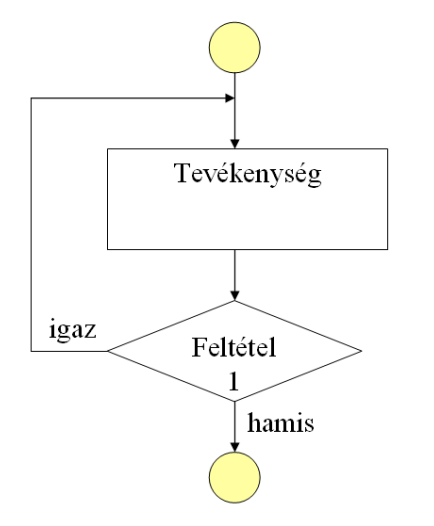 Tevékenység
igaz
Feltétel
1
hamis